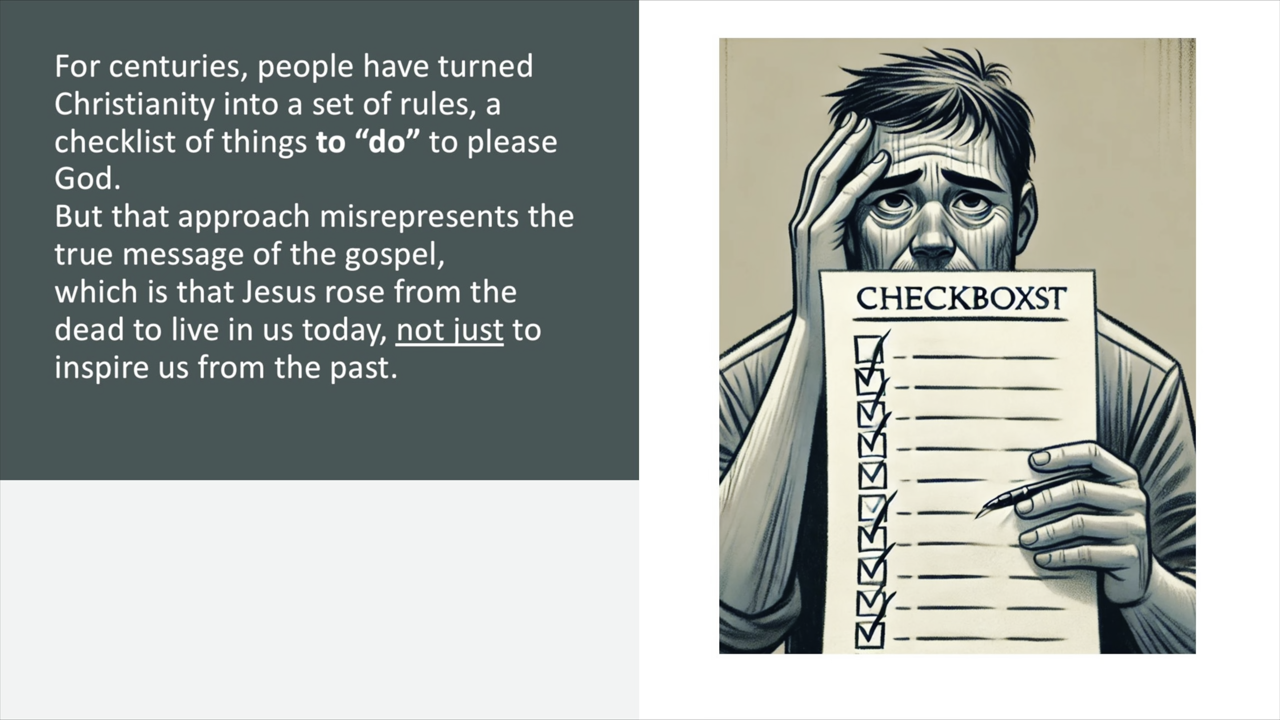 For centuries, people have turned
Christianity into a set of rules, a
checklist of things to “do” to please
God.
But that approach misrepresents the
true message of the gospel,
which is that Jesus rose from the
dead to live in us today, not just to
inspire us from the past.
CHECKBOXST